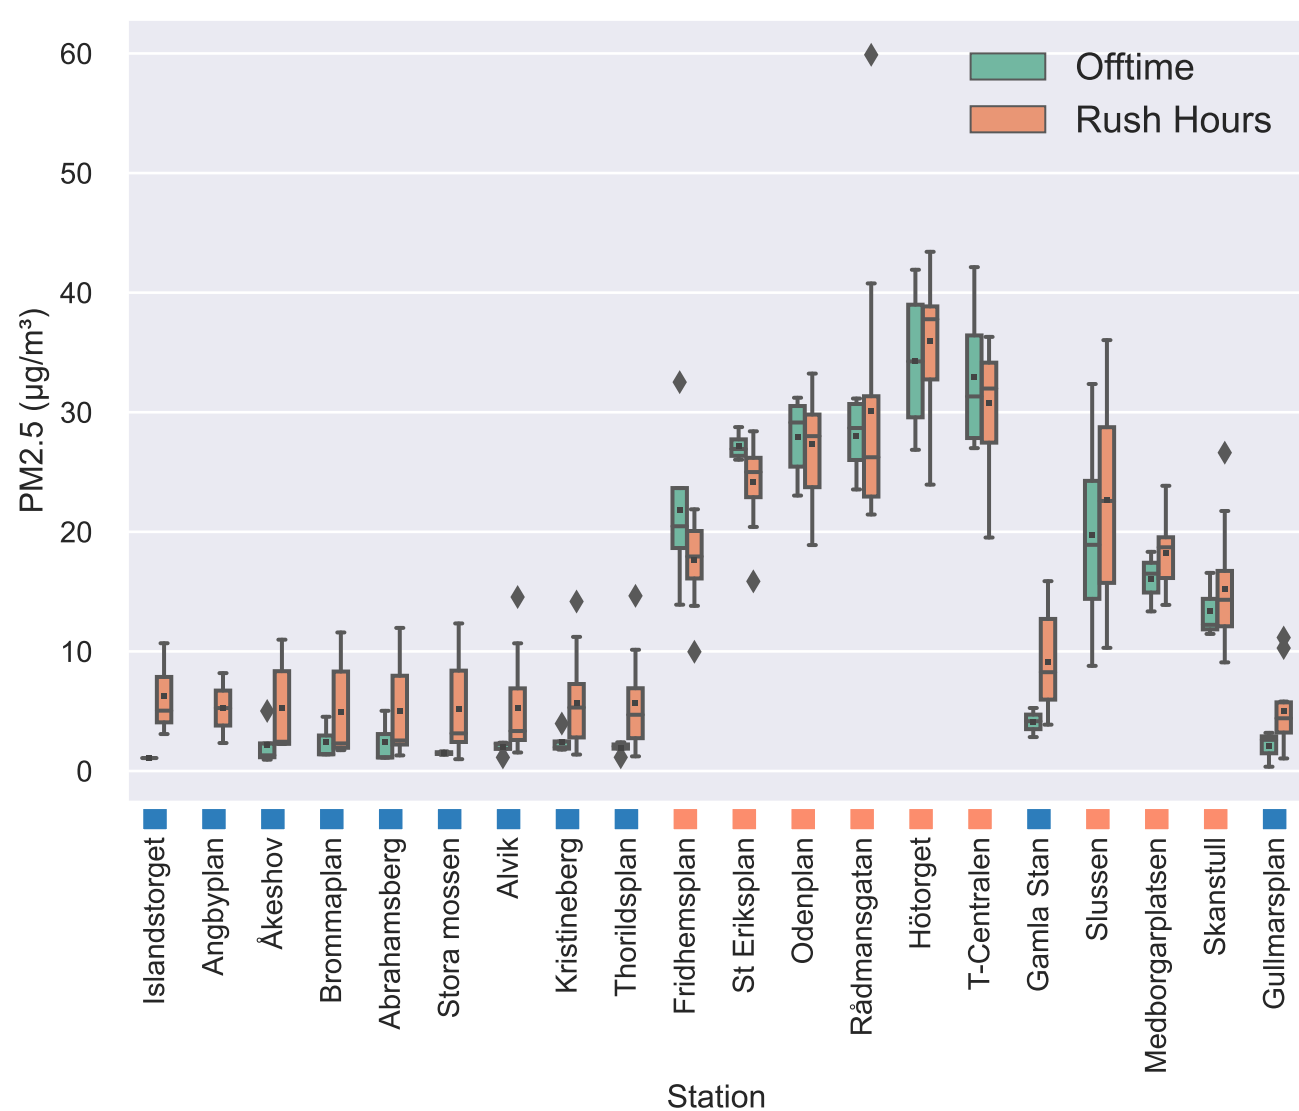 60
50
40
30
20
10
0
PM2.5 (µg/m³)
Offtime
Rush Hours
Islandstorget
Angbyplan
Åkeshov
Brommaplan
Abrahamsberg
Stora mossen
Alvik
Kristineberg
Thorildsplan
Fridhemsplan
St Eriksplan
Odenplan
Rådmansgatan
Hötorget
T-Centralen
Gamla Stan
Slussen
Medborgarplatsen
Skanstull
Gullmarsplan
Station